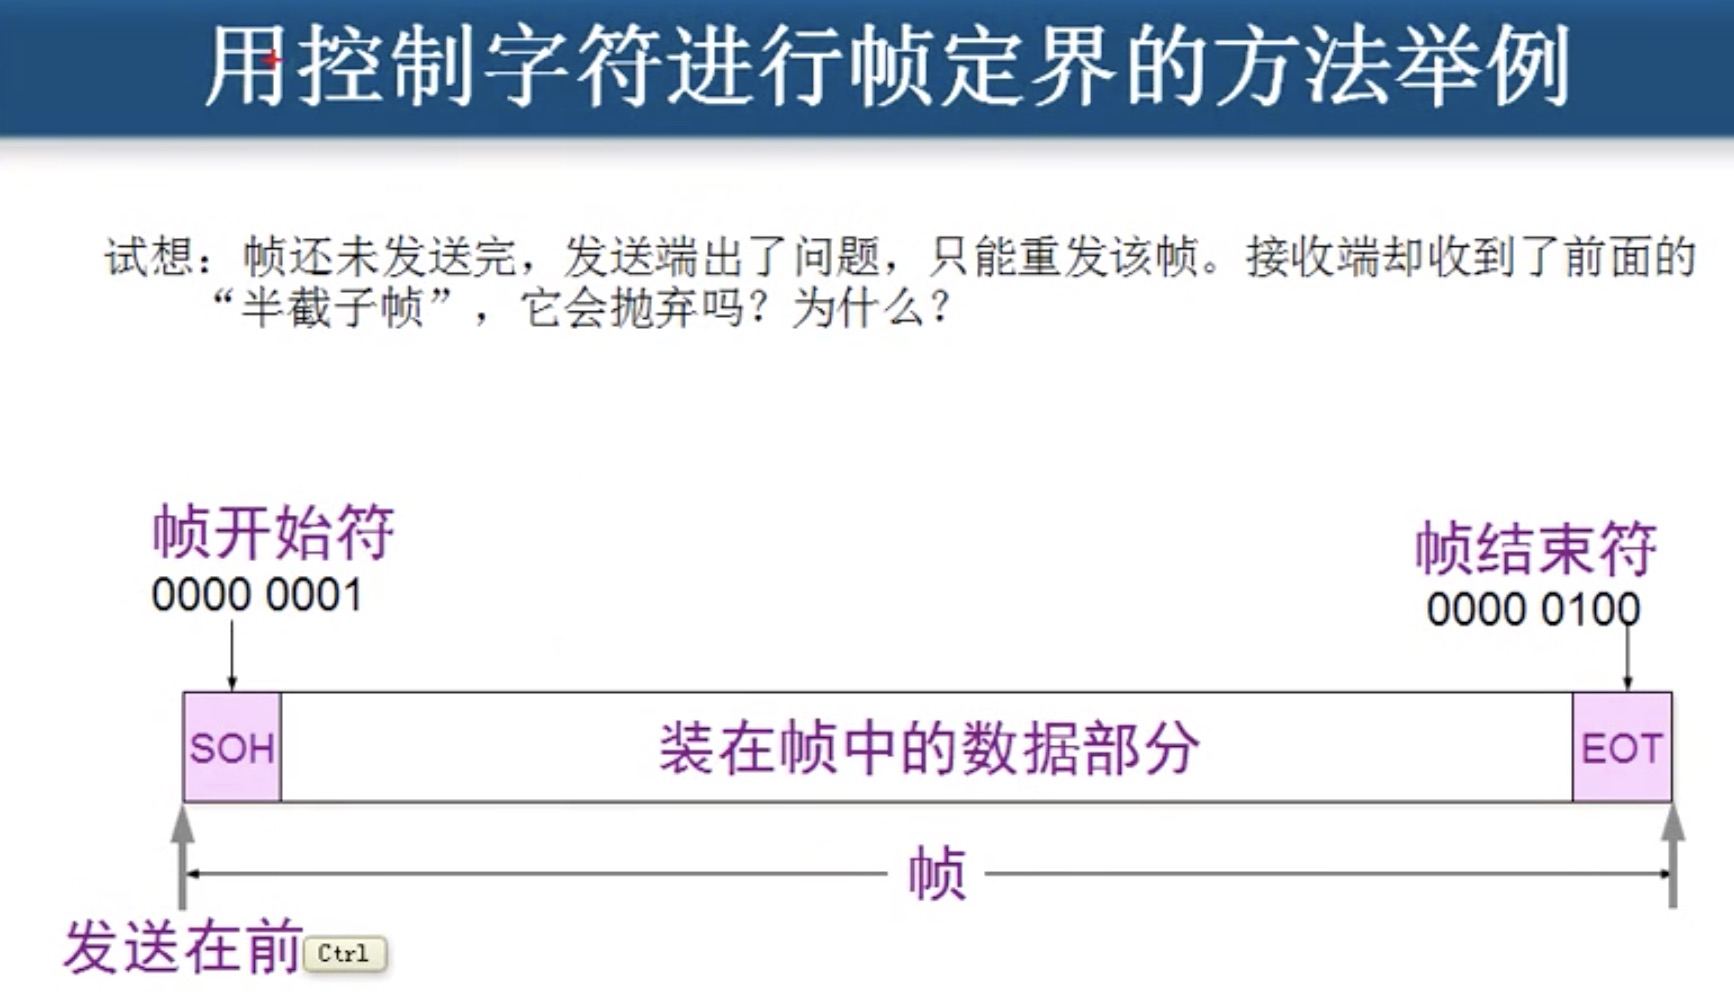 用控制字符进行帧定界的方法举例
试想：帧还未发送完，发送端出了问题，只能重发该帧。接收端却收到了前面的
“半截子帧”，它会抛弃吗？为什么？
帧开始符
0000 0001
帧结束符
0000 0100
SOH
装在帧中的数据部分
EOT
帧
发送在前
Ctrl